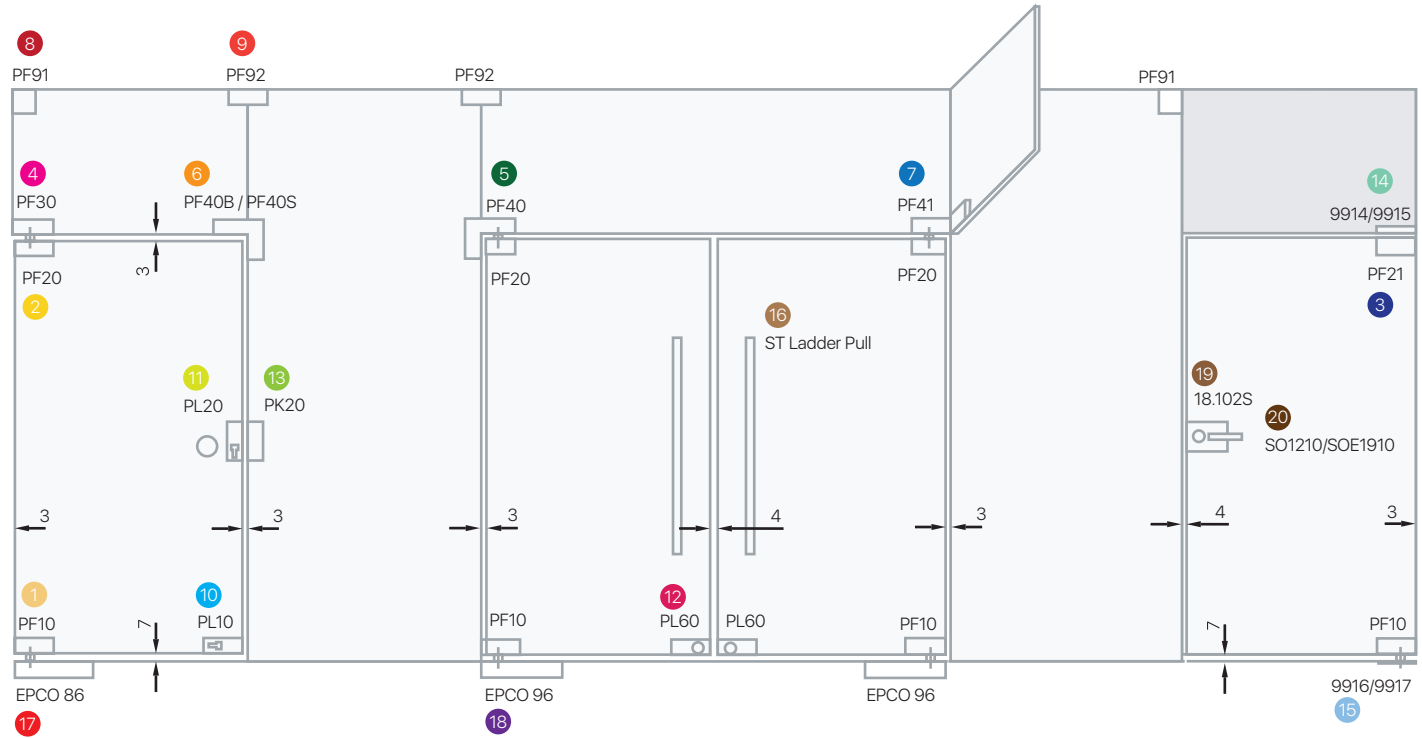 8
9
PF91
PF92
PF92
PF91
4
6
5
7
14
PF30
PF40B / PF40S
PF40
PF41
9914/9915
3
PF20
PF20
PF20
PF21
2
3
16
ST Ladder Pull
11
13
19
PL20
PK20
18.102S
20
SO1210/SOE1910
3
3
3
4
3
4
3
1
10
12
PF10
7
PL10
PF10
PL60
PL60
PF10
7
PF10
EPCO 86
EPCO 96
EPCO 96
9916/9917
17
18
15